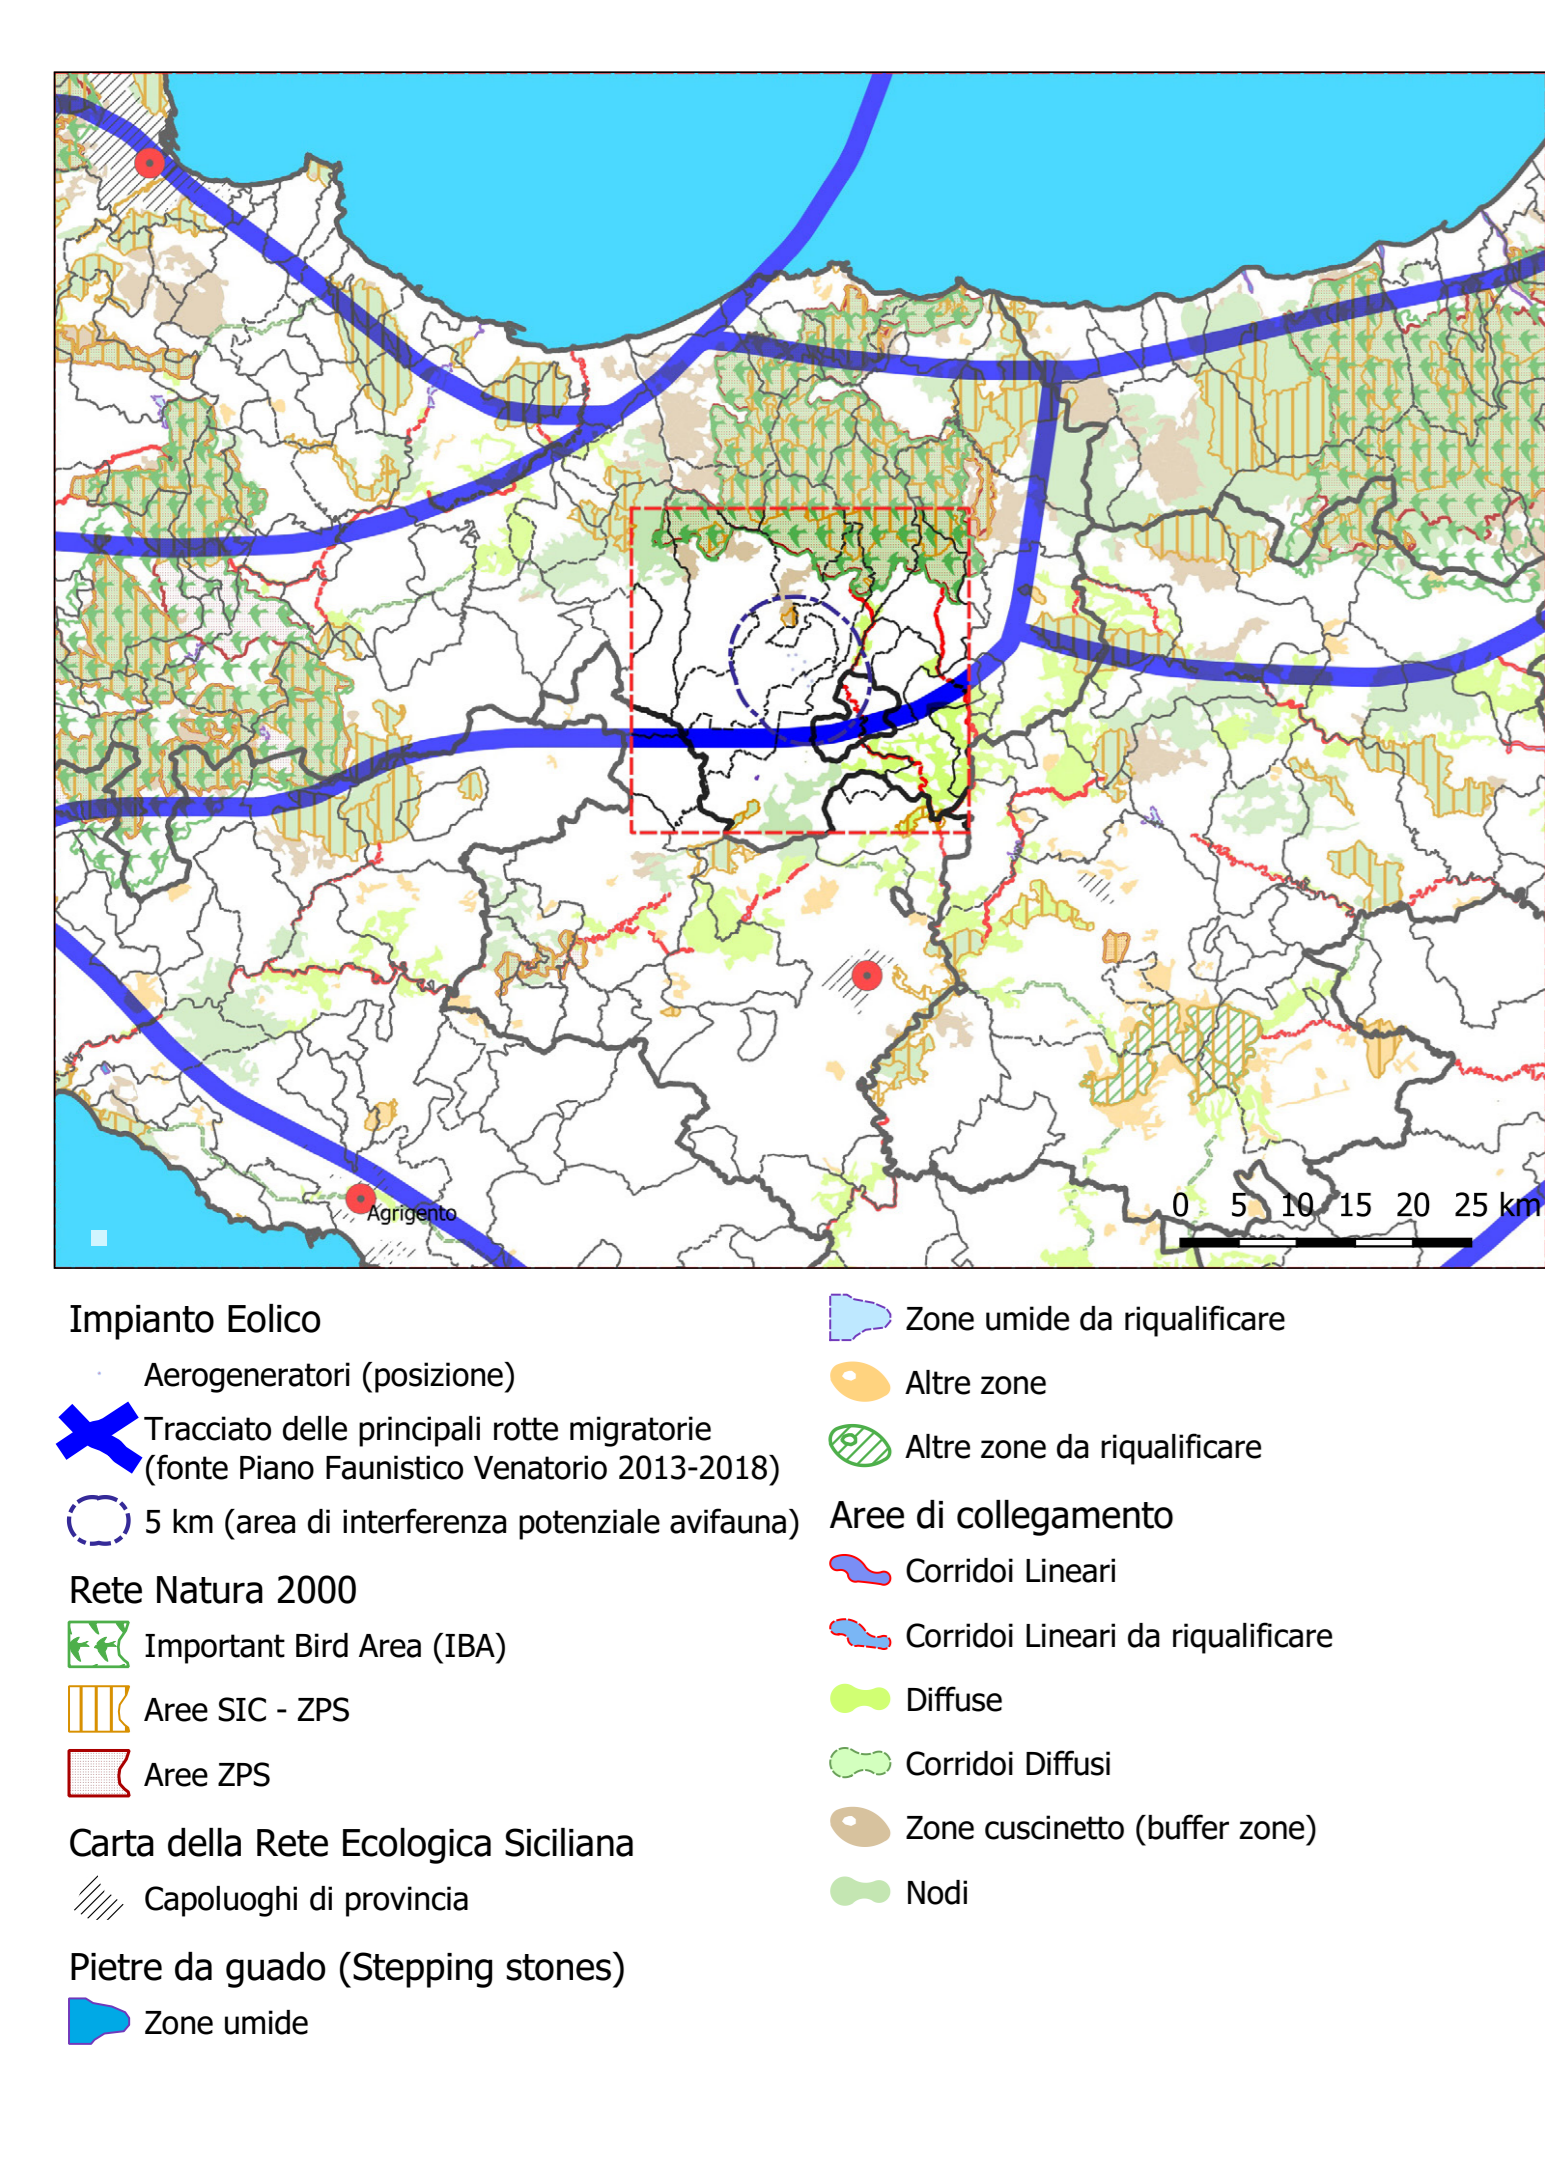 Agrigento
0 5 10 15 20 25 km
Impianto Eolico
Aerogeneratori (posizione)
Tracciato delle principali rotte migratorie
(fonte Piano Faunistico Venatorio 2013-2018)
5 km (area di interferenza potenziale avifauna)
Rete Natura 2000
Important Bird Area (IBA)
Aree SIC - ZPS
Aree ZPS
Carta della Rete Ecologica Siciliana
Capoluoghi di provincia
Pietre da guado (Stepping stones)
Zone umide
Zone umide da riqualificare
Altre zone
Altre zone da riqualificare
Aree di collegamento
Corridoi Lineari
Corridoi Lineari da riqualificare
Diffuse
Corridoi Diffusi
Zone cuscinetto (buffer zone)
Nodi